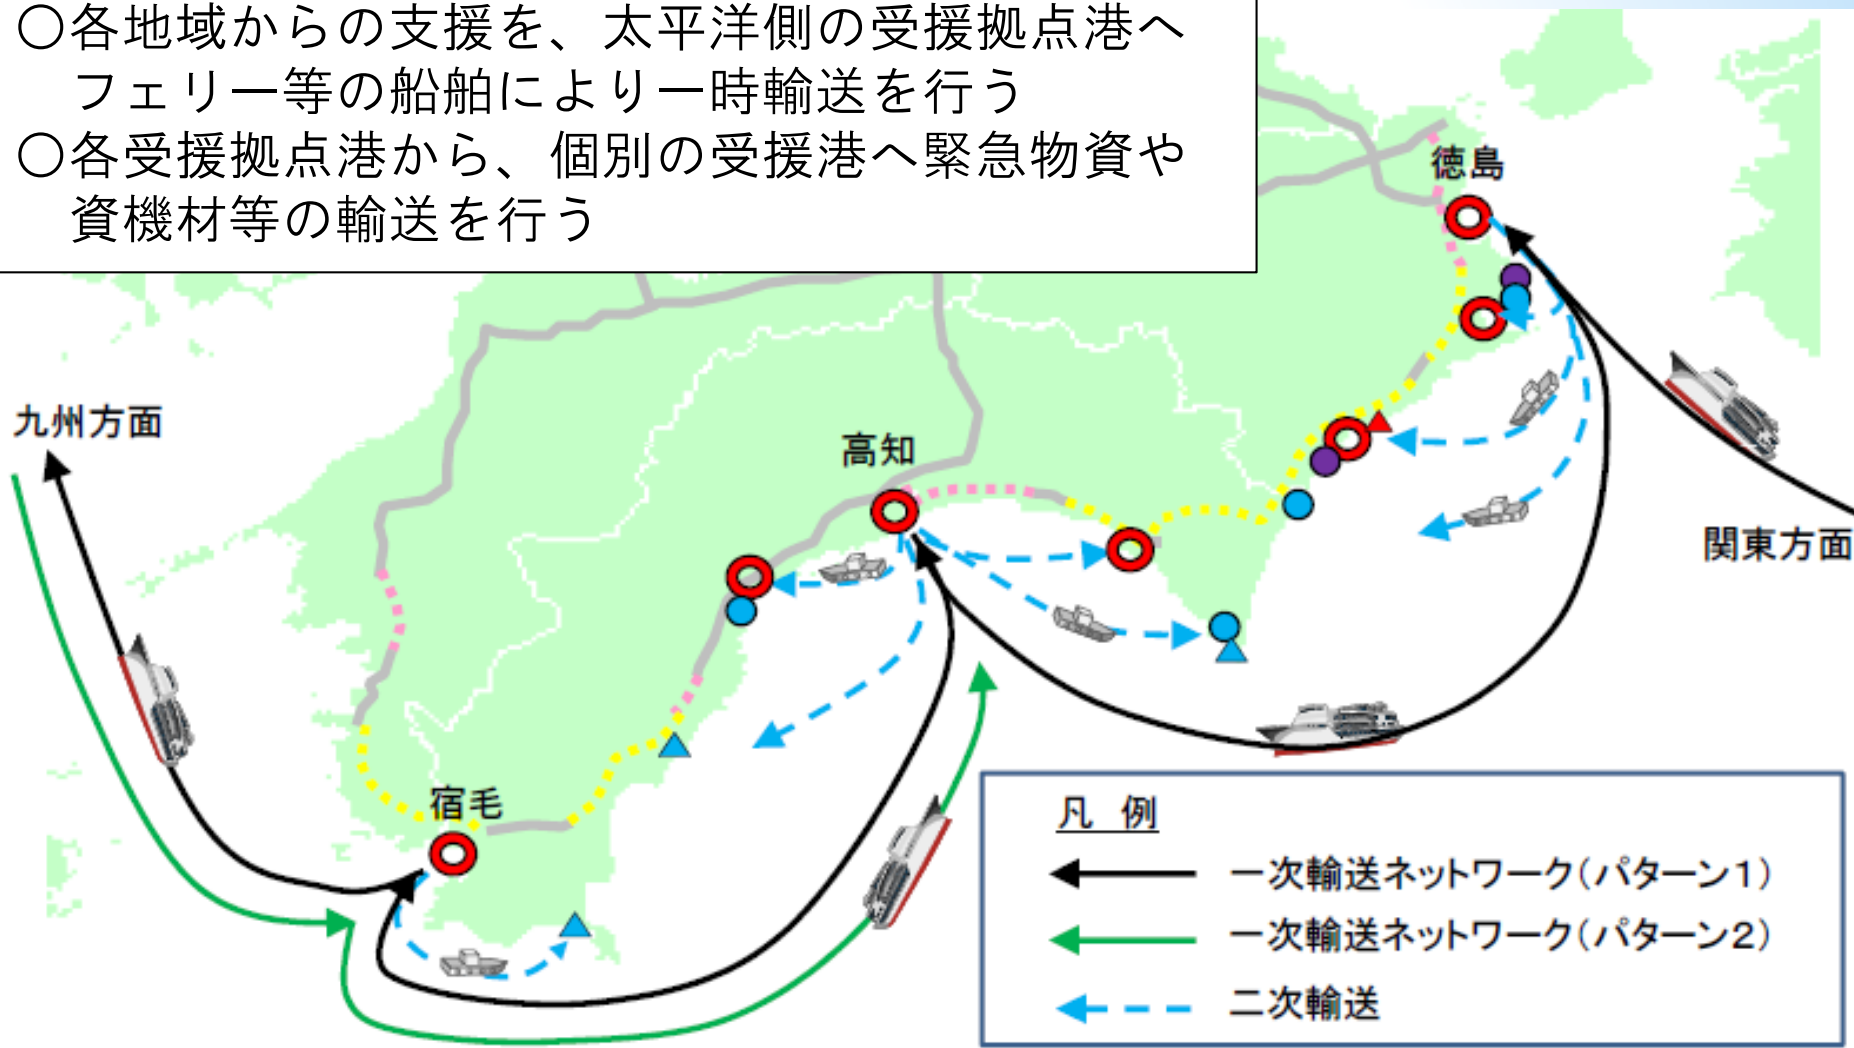 ○各地域からの支援を、太平洋側の受援拠点港へ
フェリー等の船舶により一時輸送を行う
○各受援拠点港から、個別の受援港へ緊急物資や
資機材等の輸送を行う
徳島
九州方面
高知
関東方面
宿毛
凡 例
一次輸送ネットワーク(パターン1)
一次輸送ネットワーク(パターン2)
二次輸送